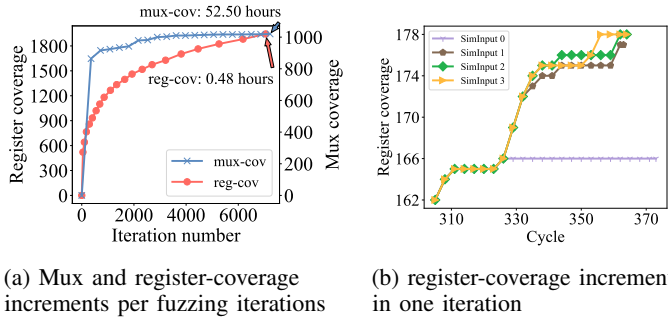 mux-cov: 52.50 hours
1800
1500
1200
900
600
300
0
Register coverage
1000
800
600
400
200
0
Mux coverage
reg-cov: 0.48 hours
mux-cov
reg-cov
0
2000
4000
6000
Iteration number
178
174
170
166
162
Register coverage
SimInput 0
SimInput 1
SimInput 2
SimInput 3
310
330
350
370
Cycle
(a) Mux and register-coverage
increments per fuzzing iterations
(b) register-coverage incremen
in one iteration